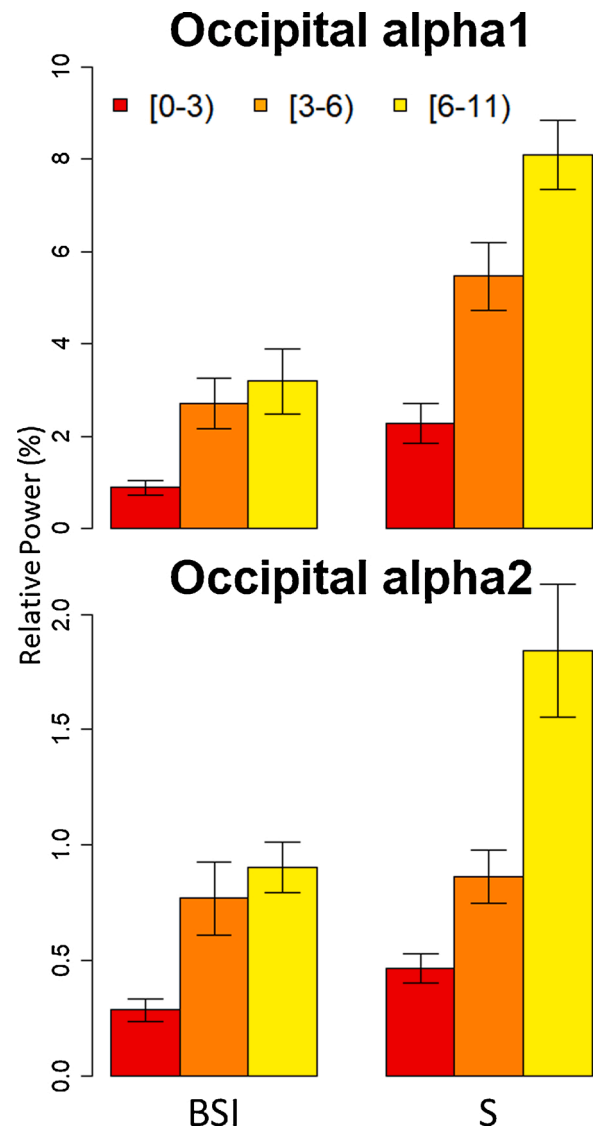 Occipital alpha1
10
8
6
4
2
0
[0-3) [3-6) [6-11)
Relative Power (%)
Occipital alpha2
2.0
1.5
1.0
0.5
0.0
BSI S